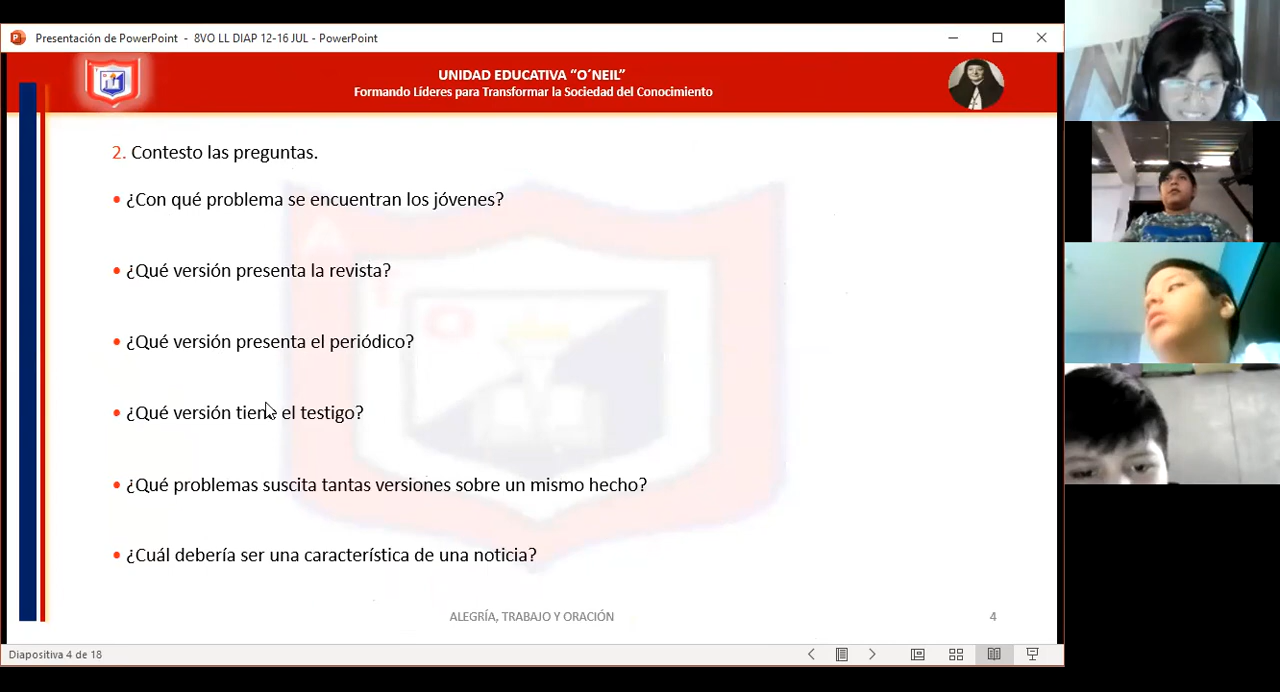 Presentación de PowerPoint - 8VO LL DIAP 12-16 JUL - PowerPoint
UNIDAD EDUCATIVA “O´NEIL”
Formando Líderes para Transformar la Sociedad del Conocimiento
2. Contesto las preguntas.
• ¿Con qué problema se encuentran los jóvenes?
• ¿Qué versión presenta la revista?
• ¿Qué versión presenta el periódico?
• ¿Qué versión tiene el testigo?
• ¿Qué problemas suscita tantas versiones sobre un mismo hecho?
• ¿Cuál debería ser una característica de una noticia?
ALEGRÍA, TRABAJO Y ORACIÓN
4
Diapositiva 4 de 18